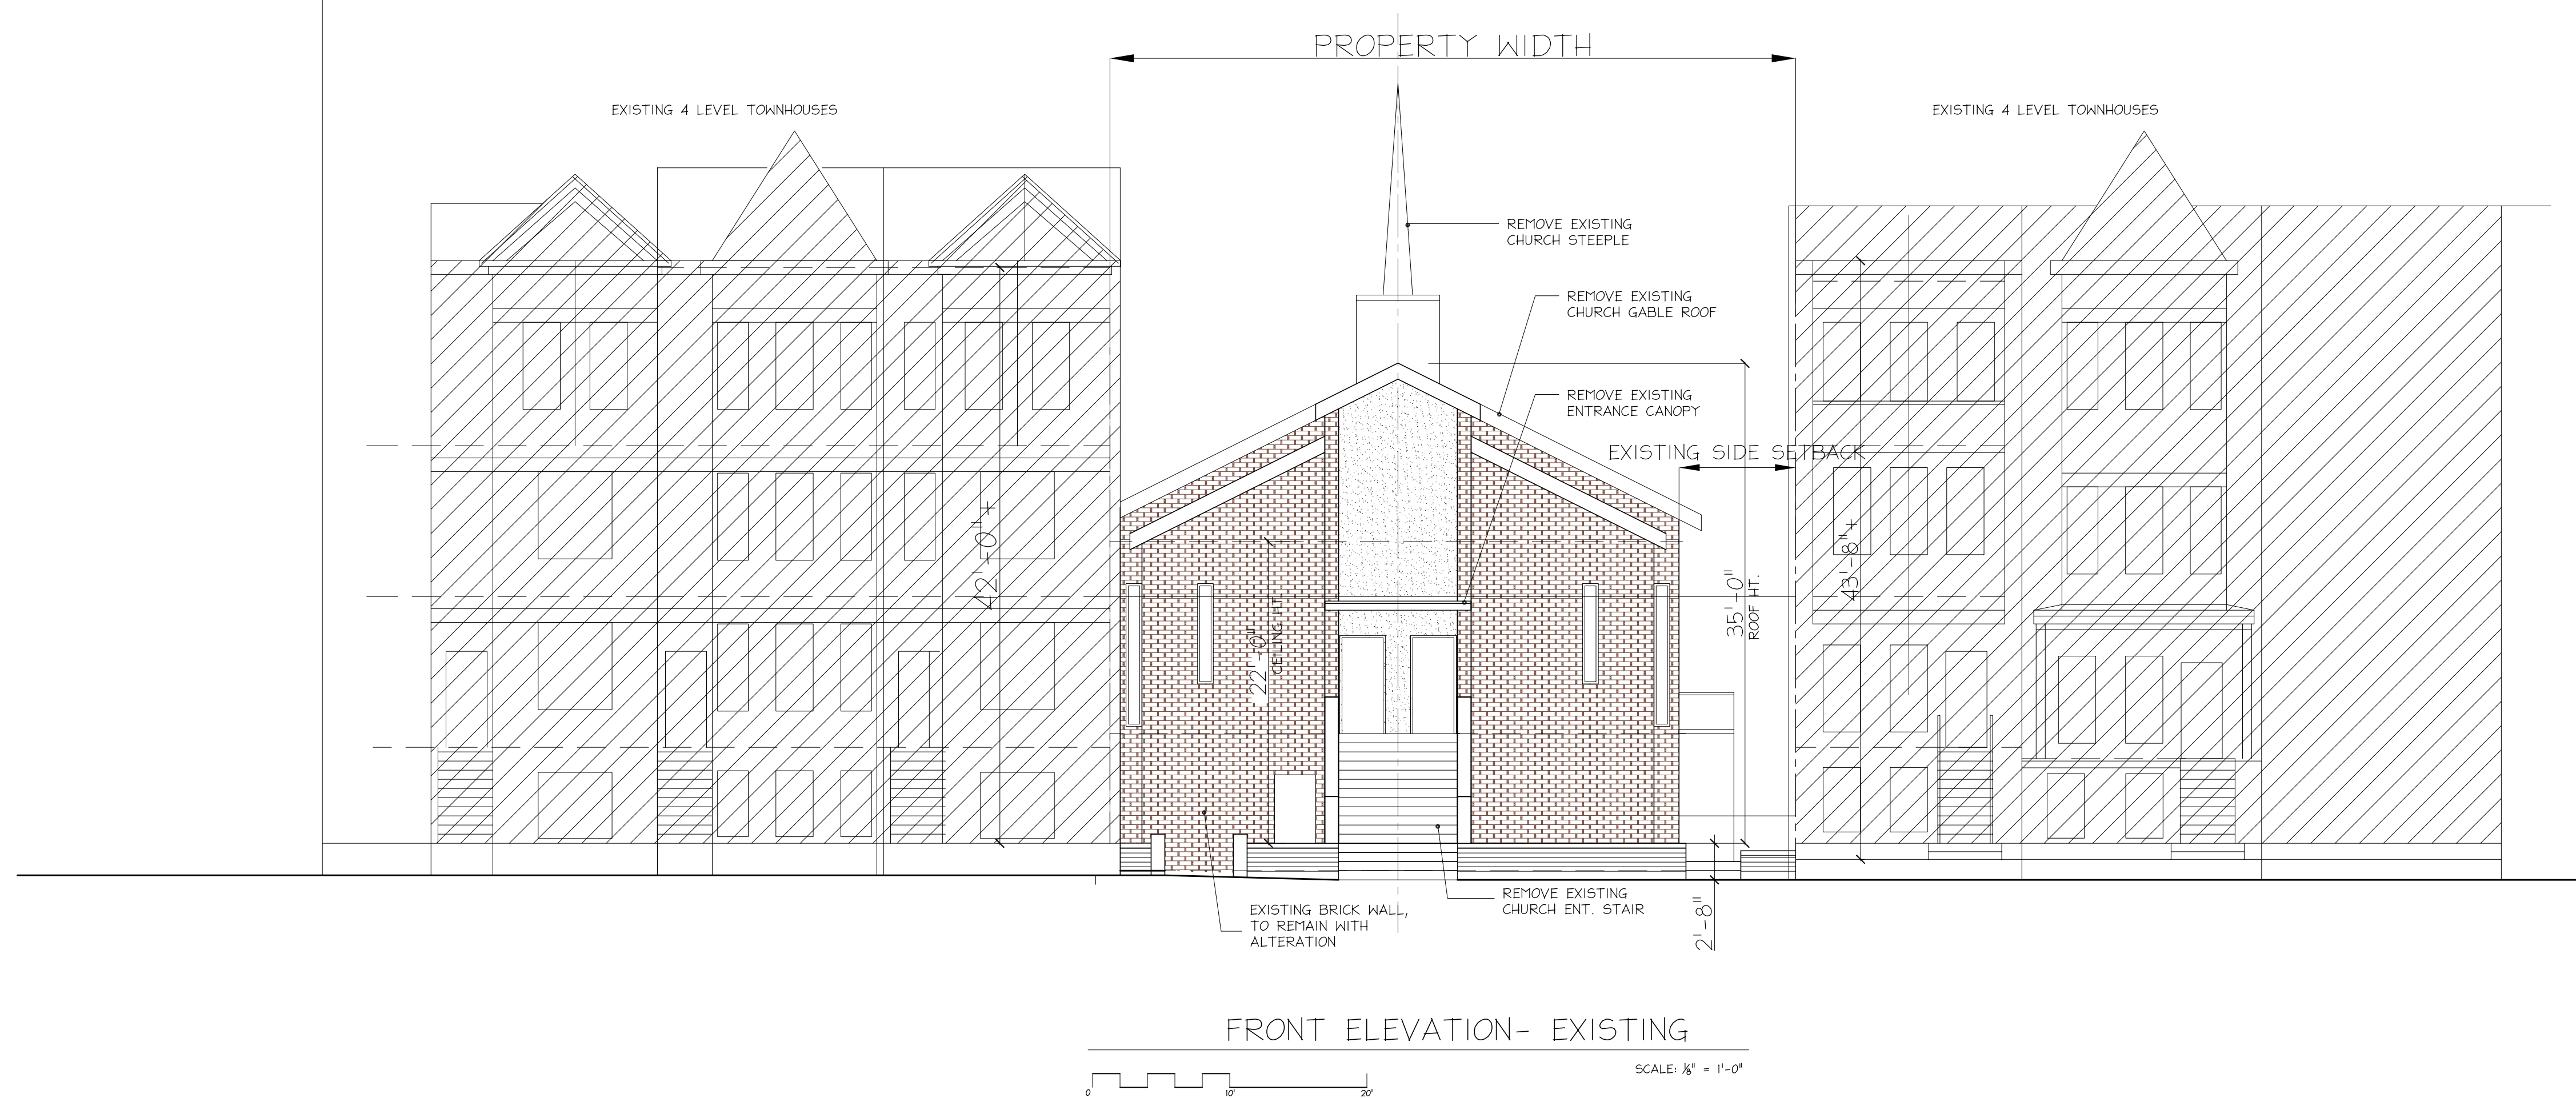 PROPERTY WIDTH
EXISTING 4 LEVEL TOWNHOUSES
EXISTING 4 LEVEL TOWNHOUSES
REMOVE EXISTING
CHURCH STEEPLE
REMOVE EXISTING
CHURCH GABLE ROOF
REMOVE EXISTING
ENTRANCE CANOPY
EXISTING SIDE SETBACK
42'-0"+
22'-0"
CEILING HT.
35'-0"
ROOF HT.
43'-8"+
REMOVE EXISTING
CHURCH ENT. STAIR
EXISTING BRICK WALL,
TO REMAIN WITH
ALTERATION
2'-8"
FRONT ELEVATION- EXISTING
SCALE: ⅛" = 1'-0"
0 10' 20'